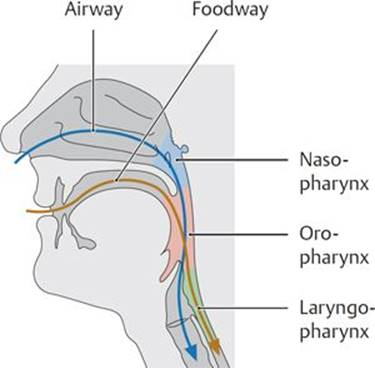 Airway
Foodway
Naso-
pharynx
Oro-
pharynx
Laryngo-
pharynx